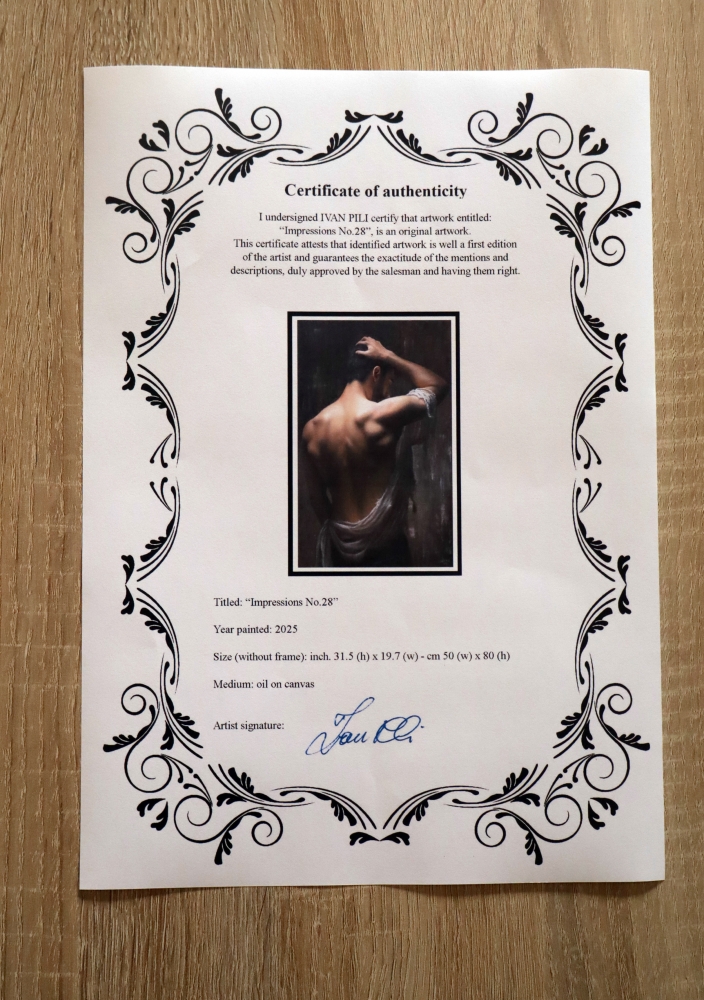 Certificate of authenticity
I undersigned IVAN PILI certify that artwork entitled:
“Impressions No.28”, is an original artwork.
This certificate attests that identified artwork is well a first edition
of the artist and guarantees the exactitude of the mentions and
descriptions, duly approved by the salesman and having them right.
Titled: “Impressions No.28”
Year painted: 2025
Size (without frame): inch. 31.5 (h) x 19.7 (w) - cm 50 (w) x 80 (h)
Medium: oil on canvas
Artist signature: